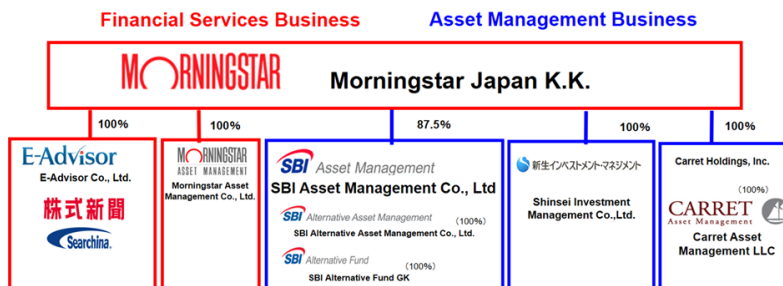 Financial Services Business
Asset Management Business
MORNINGSTAR
Morningstar Japan K.K.
100%
100%
87.5%
100%
100%
E-Advisor
E-Advisor Co., Ltd.
株式新聞
Searchina.
MORNINGSTAR
ASSET MANAGEMENT
Morningstar Asset
Management Co., Ltd.
SBI Asset Management
SBI Asset Management Co., Ltd
SBI Alternative Asset Management
(100%)
SBI Alternative Asset Management Co., Ltd.
SBI Alternative Fund
(100%)
SBI Alternative Fund GK
新生インベストメント・マネジメント
Shinsei Investment
Management Co.,Ltd.
Carret Holdings, Inc.
(100%)
CARRET
Asset Management
Carret Asset
Management LLC